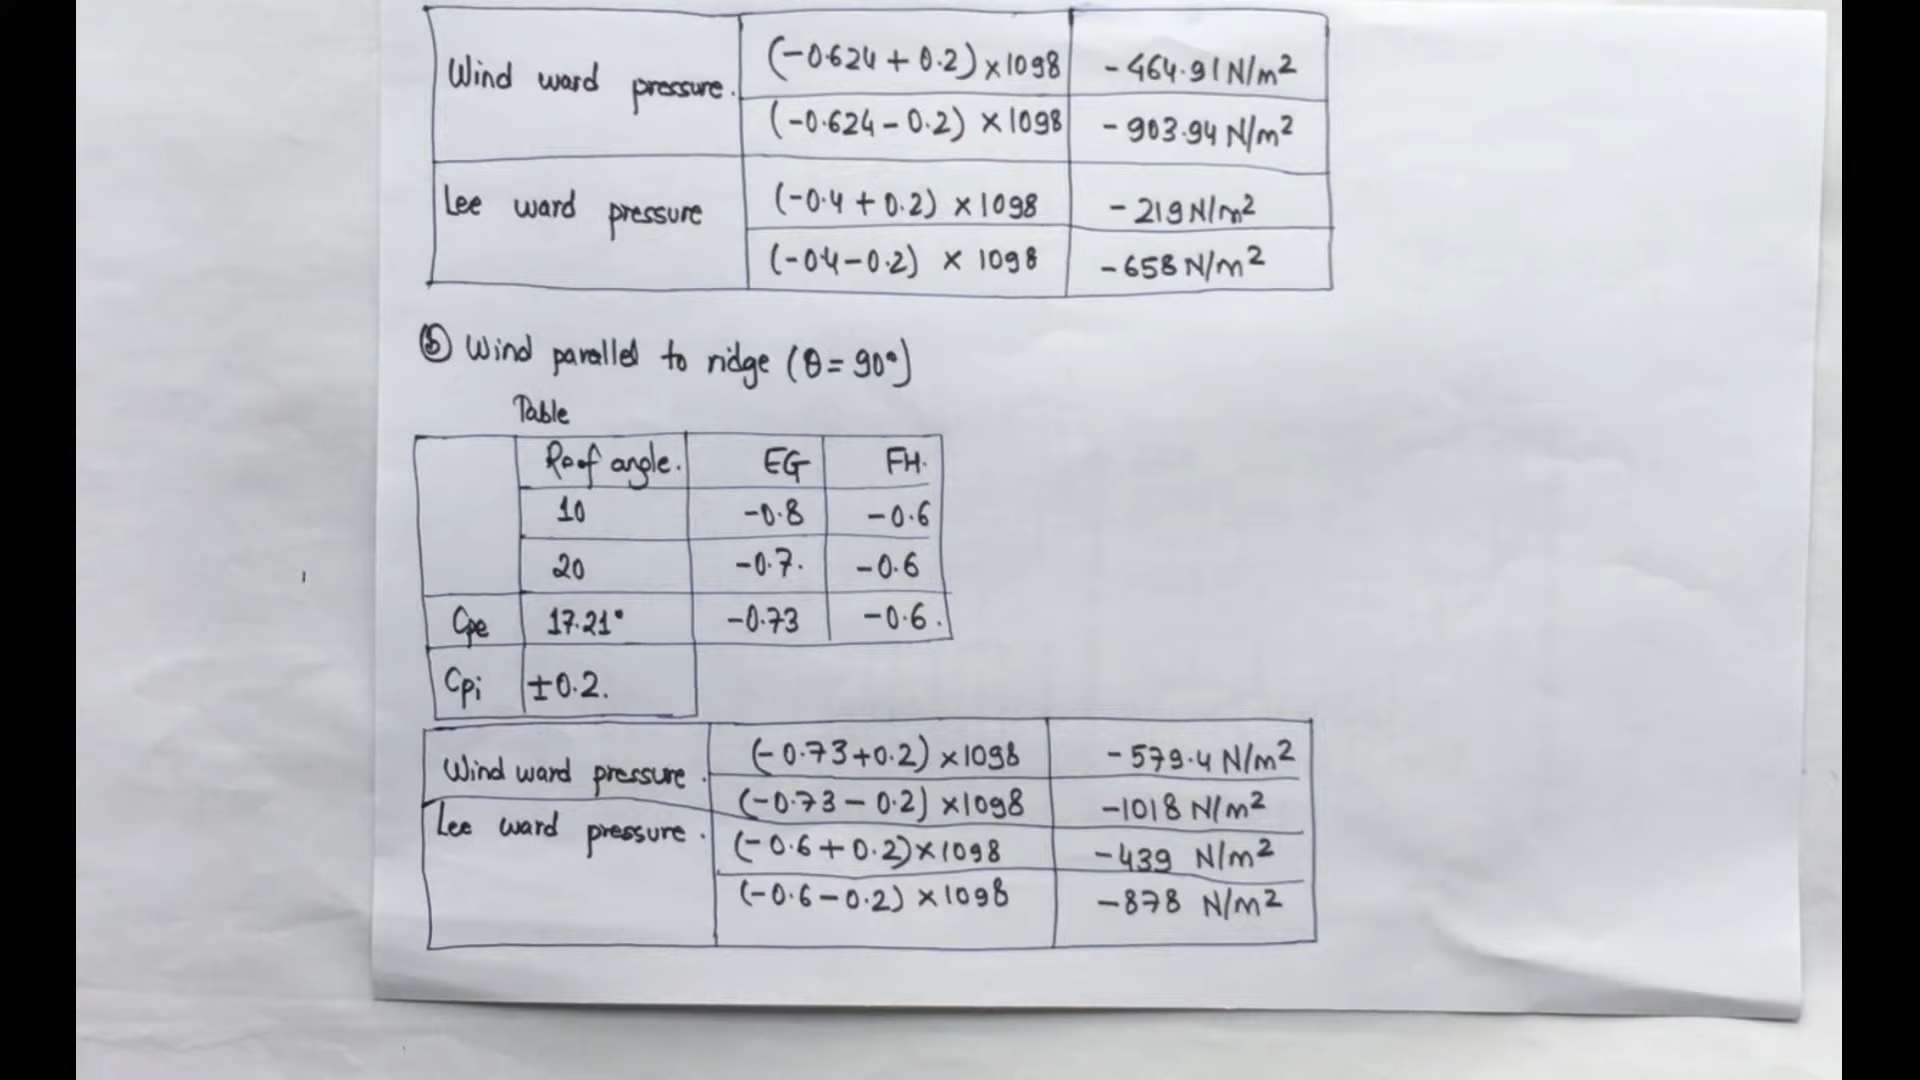 Wind ward pressure. (-0.624 + 0.2) x 1098 - 464.91 N/m²
(-0.624 - 0.2) x 1098 - 903.94 N/m²
Lee ward pressure (-0.4 + 0.2) x 1098 - 219 N/m²
(-0.4 - 0.2) x 1098 - 658 N/m²
ⓑ Wind parallel to ridge (θ = 90°)
Table
Roof angle. EG FH.
10 -0.8 -0.6
20 -0.7. -0.6
Cpe 17.21° -0.73 -0.6.
Cpi ±0.2.
Wind ward pressure. (-0.73+0.2) x1098 - 579.4 N/m²
(-0.73 - 0.2) x1098 -1018 N/m²
Lee ward pressure. (-0.6 + 0.2) x 1098 -439 N/m²
(-0.6 - 0.2) x 1098 -878 N/m²